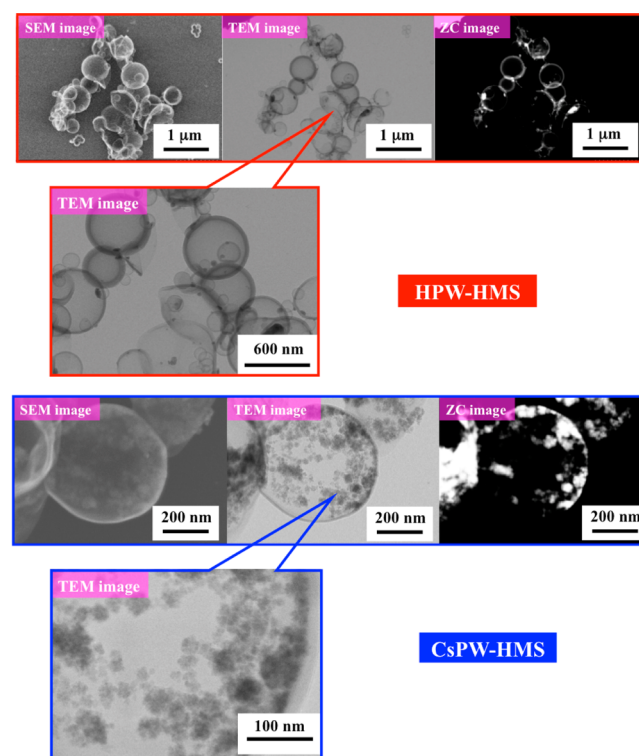 SEM image
TEM image
ZC image
1 μm
1 μm
1 μm
TEM image
600 nm
HPW-HMS
SEM image
TEM image
ZC image
200 nm
200 nm
200 nm
TEM image
100 nm
CsPW-HMS